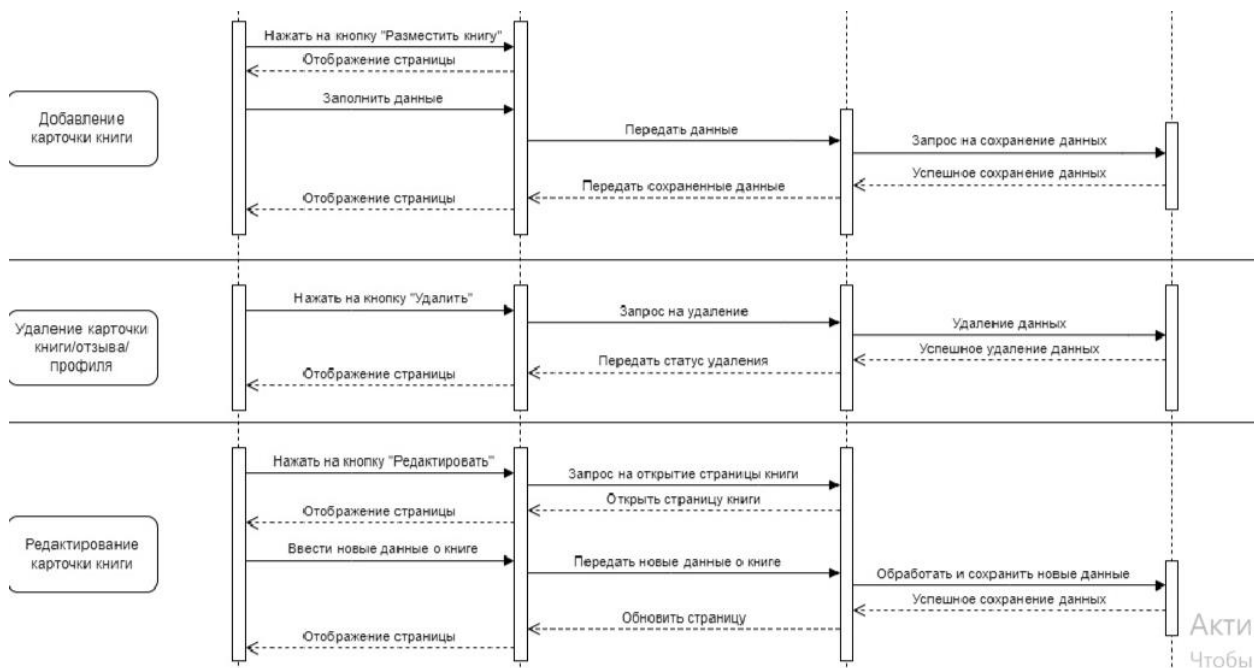 Нажать на кнопку "Разместить книгу"
Отображение страницы
Заполнить данные
Добавление
карточки книги
Передать данные
Запрос на сохранение данных
Успешное сохранение данных
Передать сохраненные данные
Отображение страницы
Нажать на кнопку "Удалить"
Запрос на удаление
Удаление данных
Удаление карточки
книги/отзыва/
профиля
Успешное удаление данных
Передать статус удаления
Отображение страницы
Нажать на кнопку "Редактировать"
Запрос на открытие страницы книги
Открыть страницу книги
Отображение страницы
Редактирование
карточки книги
Ввести новые данные о книге
Передать новые данные о книге
Обработать и сохранить новые данные
Успешное сохранение данных
Обновить страницу
Отображение страницы
Акти
Чтобы